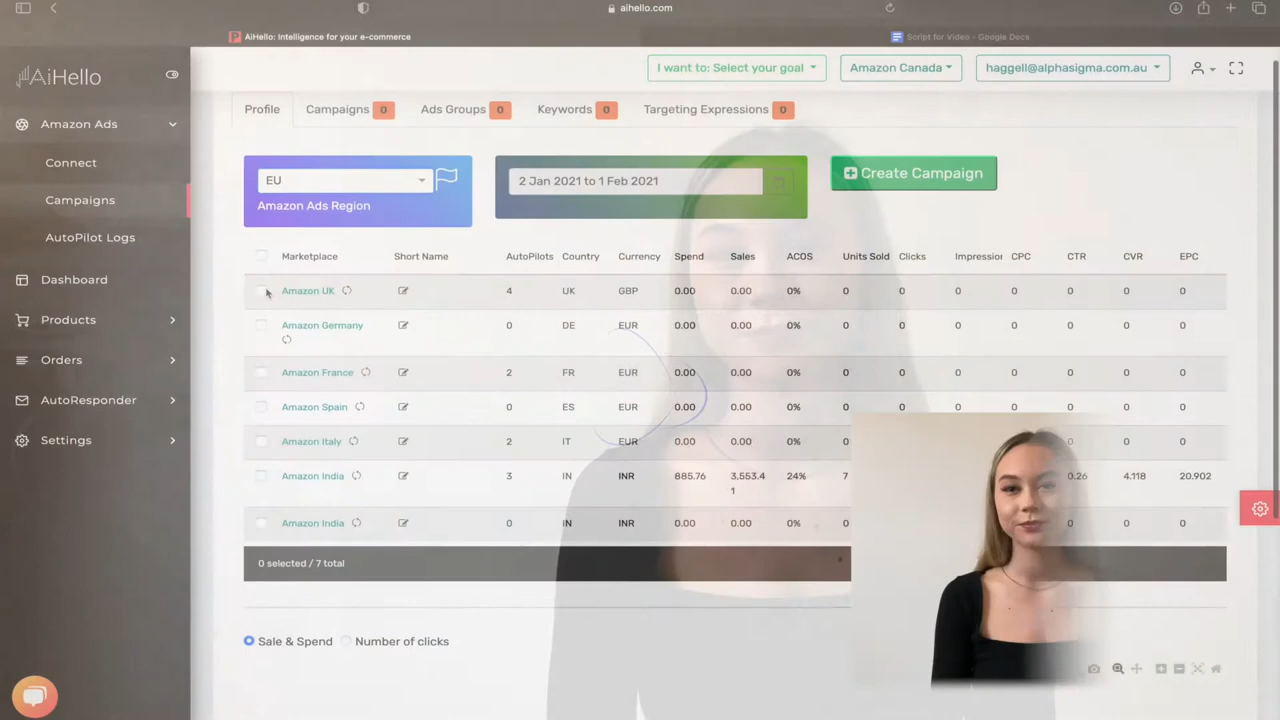 aihello.com
AiHello: Intelligence for your e-commerce
Script for Video - Google Docs
AiHello
I want to: Select your goal
Amazon Canada
haggell@alphasigma.com.au
Amazon Ads
Connect
Campaigns
AutoPilot Logs
Dashboard
Products
Orders
AutoResponder
Settings
Profile Campaigns 0 Ads Groups 0 Keywords 0 Targeting Expressions 0
EU
Amazon Ads Region
2 Jan 2021 to 1 Feb 2021
Create Campaign
Marketplace Short Name AutoPilots Country Currency Spend Sales ACOS Units Sold Clicks Impression CPC CTR CVR EPC
Amazon UK 4 UK GBP 0.00 0.00 0% 0 0 0 0 0 0 0
Amazon Germany 0 DE EUR 0.00 0.00 0% 0 0 0 0 0 0 0
Amazon France 2 FR EUR 0.00 0.00 0% 0 0 0 0 0 0 0
Amazon Spain 0 ES EUR 0.00 0.00 0% 0 0 0 0 0 0 0
Amazon Italy 2 IT EUR 0.00 0.00 0% 0 0 0 0
Amazon India 3 IN INR 885.76 3,553.4 24% 7 0.26 4.118 20.902
1
Amazon India 0 IN INR 0.00 0.00 0% 0 0 0 0
0 selected / 7 total
Sale & Spend Number of clicks